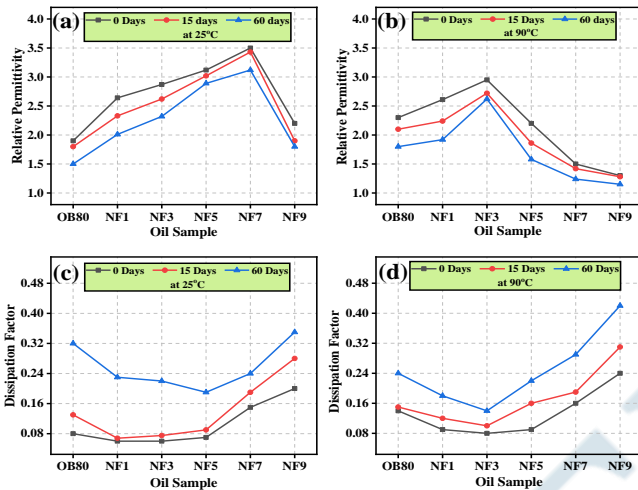 (a)
0 Days 15 Days 60 days
at 25°C
4.0
3.5
3.0
2.5
2.0
1.5
1.0
Relative Permittivity
OB80 NF1 NF3 NF5 NF7 NF9
Oil Sample
(b)
0 Days 15 Days 60 days
at 90°C
4.0
3.5
3.0
2.5
2.0
1.5
1.0
Relative Permittivity
OB80 NF1 NF3 NF5 NF7 NF9
Oil Sample
(c)
0 Days 15 Days 60 Days
at 25°C
0.48
0.40
0.32
0.24
0.16
0.08
Dissipation Factor
OB80 NF1 NF3 NF5 NF7 NF9
Oil Sample
(d)
0 Days 15 Days 60 Days
at 90°C
0.48
0.40
0.32
0.24
0.16
0.08
Dissipation Factor
OB80 NF1 NF3 NF5 NF7 NF9
Oil Sample